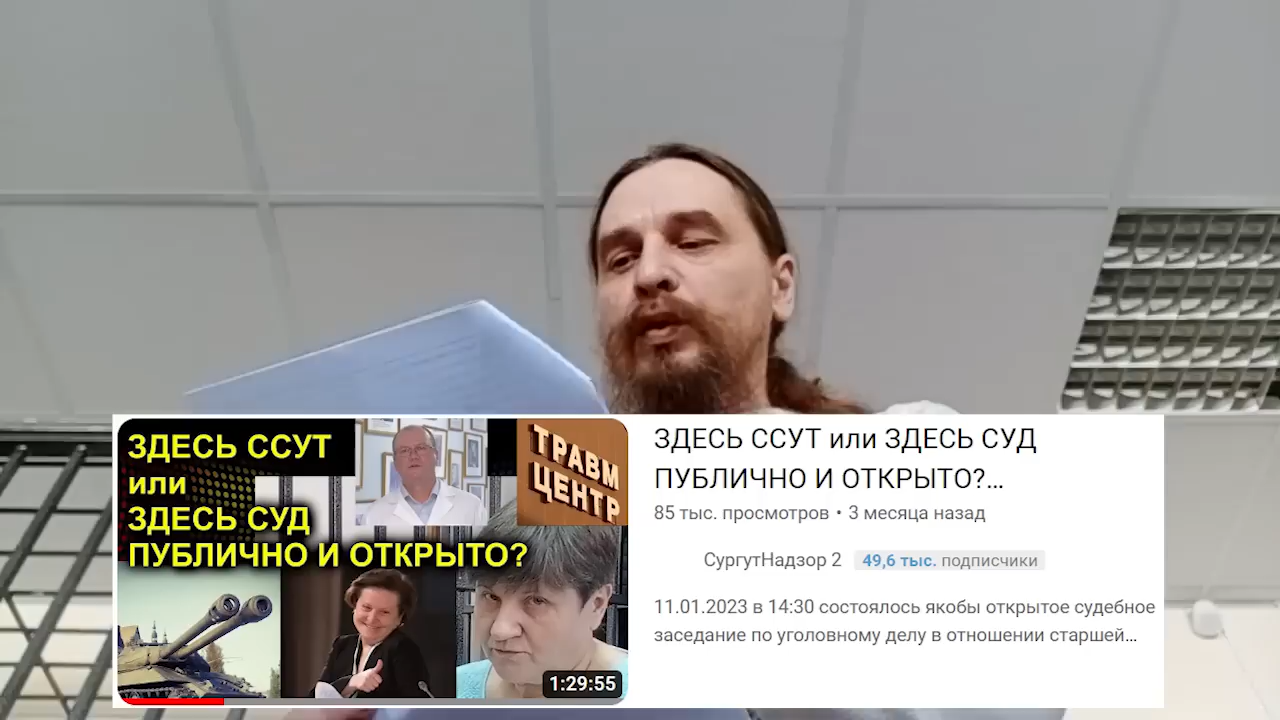 ЗДЕСЬ ССУТ
или
ЗДЕСЬ СУД
ПУБЛИЧНО И ОТКРЫТО?
ТРАВМ
ЦЕНТР
1:29:55
ЗДЕСЬ ССУТ или ЗДЕСЬ СУД
ПУБЛИЧНО И ОТКРЫТО?...
85 тыс. просмотров • 3 месяца назад
СургутНадзор 2 49,6 тыс. подписчики
11.01.2023 в 14:30 состоялось якобы открытое судебное
заседание по уголовному делу в отношении старшей...